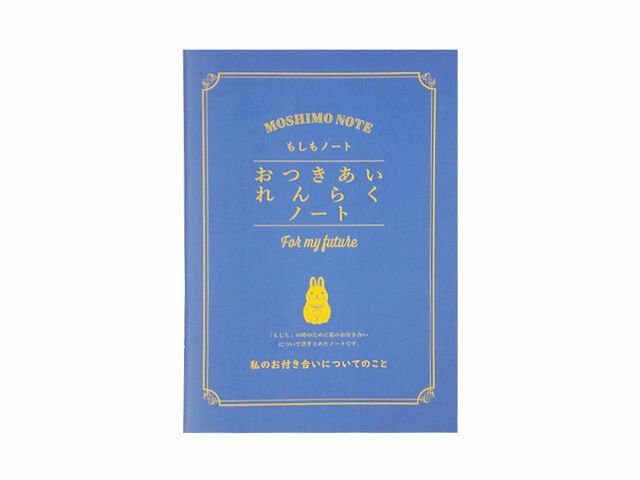 MOSHIMO NOTE
もしもノート
おつきあい
れんらく
ノート
For my future
「もしも」の時のために私のお付き合い
について書きとめたノートです。
私のお付き合いについてのこと